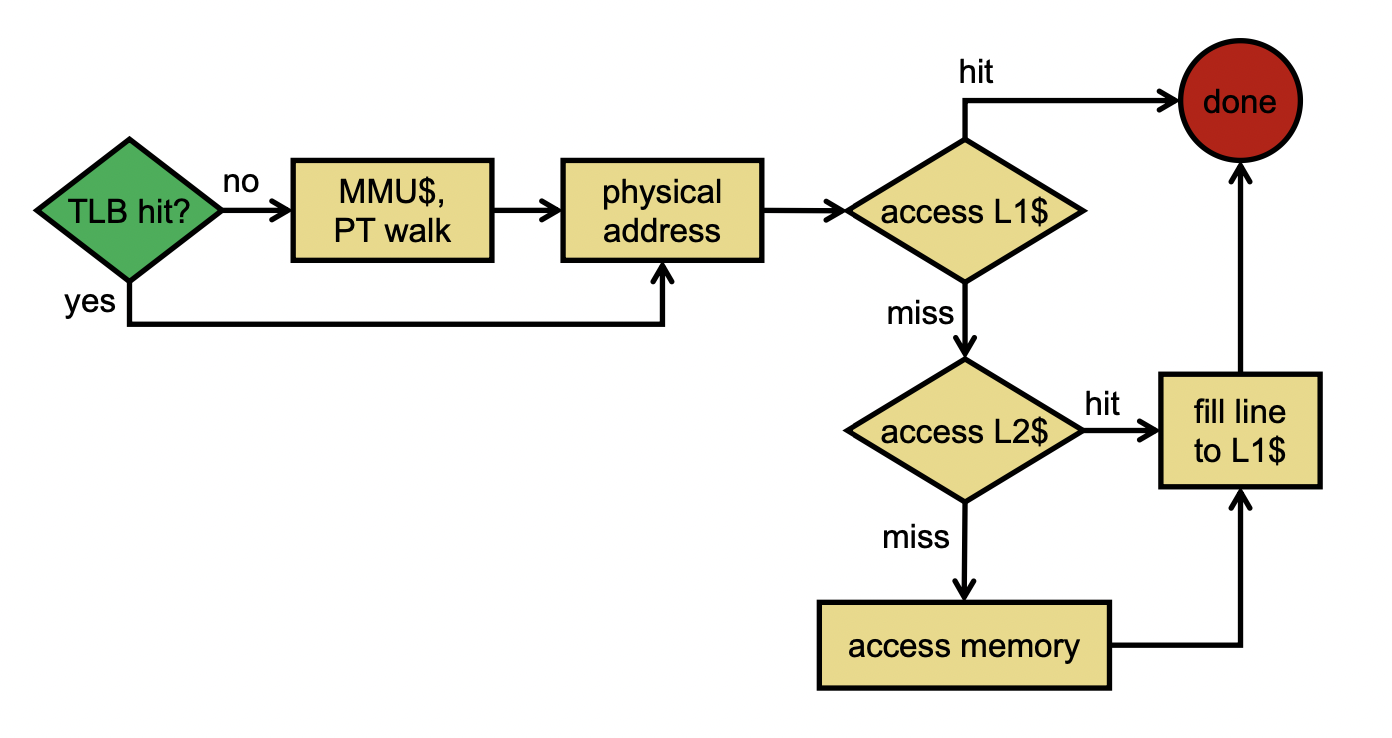 TLB hit?
no
yes
MMU$,
PT walk
physical
address
access L1$
hit
done
miss
access L2$
hit
fill line
to L1$
miss
access memory